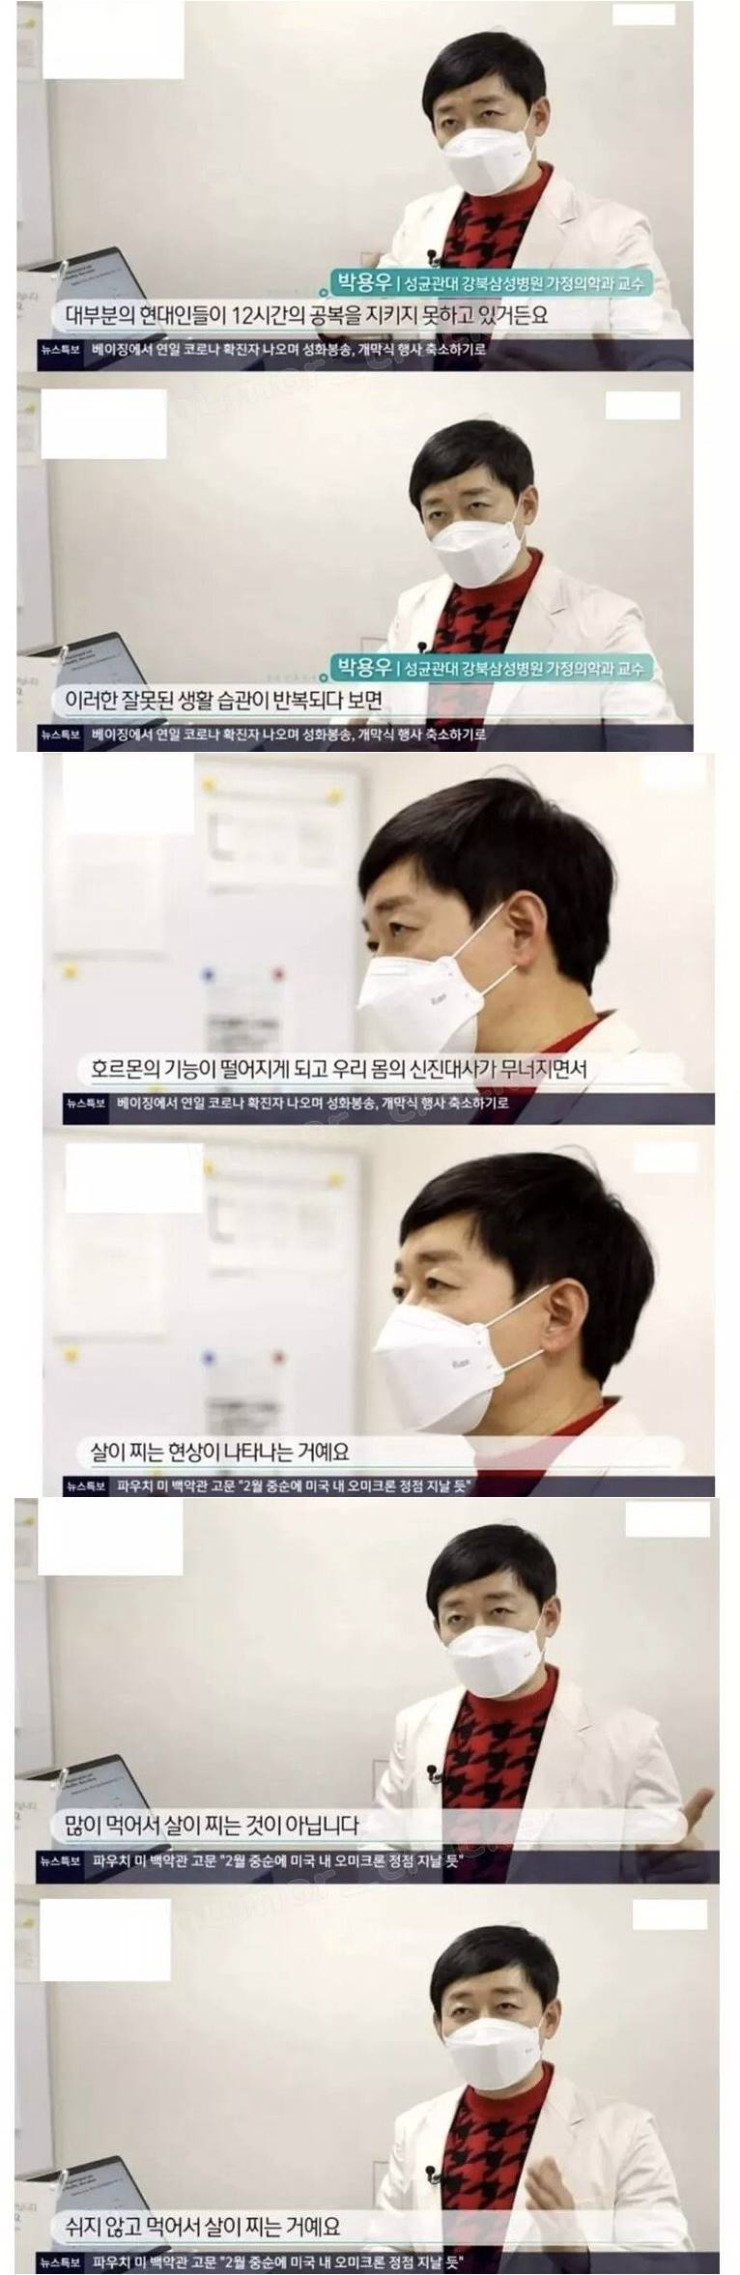 박용우 | 성균관대 강북삼성병원 가정의학과 교수
대부분의 현대인들이 12시간의 공복을 지키지 못하고 있거든요
뉴스특보 베이징에서 연일 코로나 확진자 나오며 성화봉송, 개막식 행사 축소하기로
박용우 | 성균관대 강북삼성병원 가정의학과 교수
이러한 잘못된 생활 습관이 반복되다 보면
뉴스특보 베이징에서 연일 코로나 확진자 나오며 성화봉송, 개막식 행사 축소하기로
호르몬의 기능이 떨어지게 되고 우리 몸의 신진대사가 무너지면서
뉴스특보 베이징에서 연일 코로나 확진자 나오며 성화봉송, 개막식 행사 축소하기로
살이 찌는 현상이 나타나는 거예요
뉴스특보 파우치 미 백악관 고문 "2월 중순에 미국 내 오미크론 정점 지날 듯"
많이 먹어서 살이 찌는 것이 아닙니다
뉴스특보 파우치 미 백악관 고문 "2월 중순에 미국 내 오미크론 정점 지날 듯"
쉬지 않고 먹어서 살이 찌는 거예요
뉴스특보 파우치 미 백악관 고문 "2월 중순에 미국 내 오미크론 정점 지날 듯"